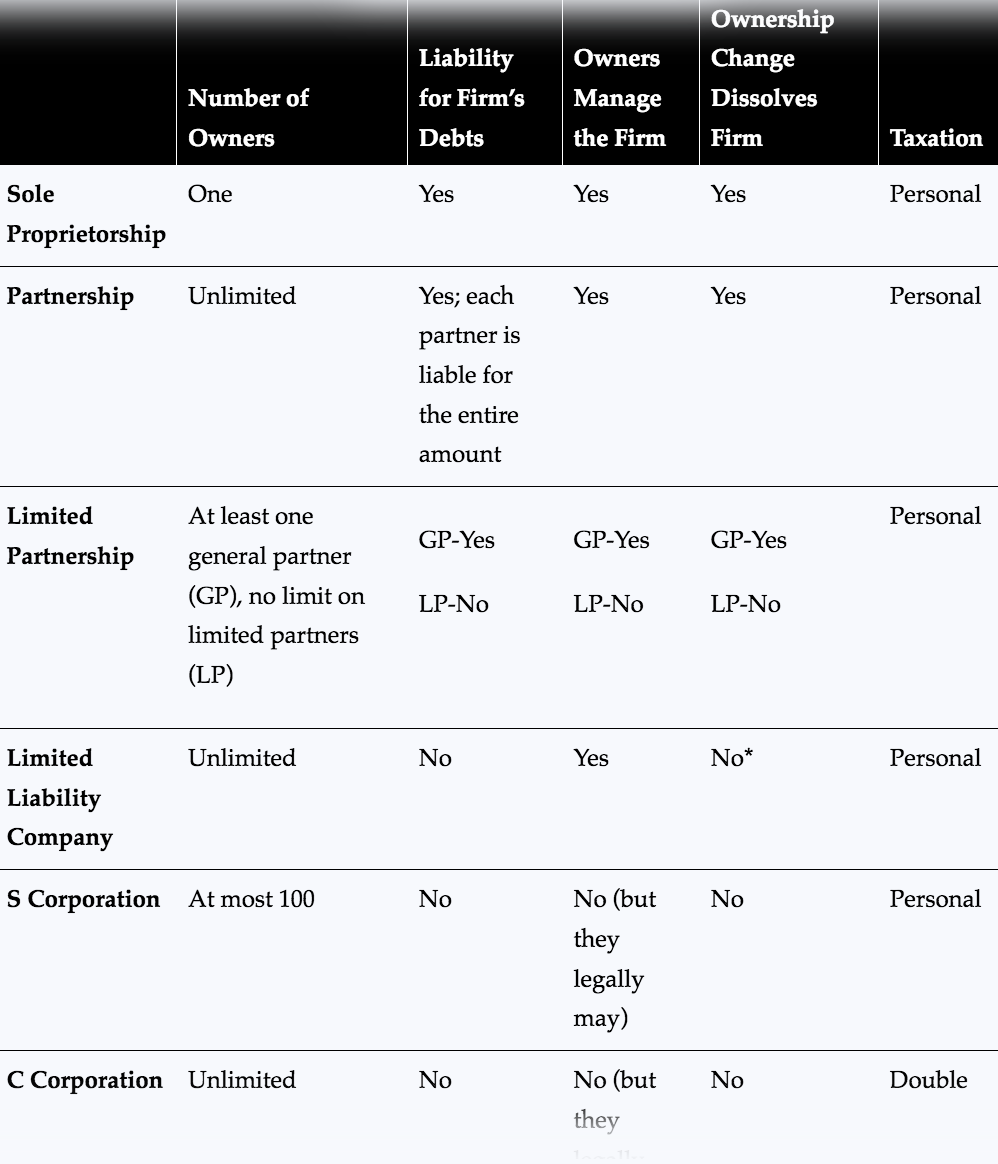 Number of Owners | Liability for Firm's Debts | Owners Manage the Firm | Ownership Change Dissolves Firm | Taxation
Sole Proprietorship | One | Yes | Yes | Yes | Personal
Partnership | Unlimited | Yes; each partner is liable for the entire amount | Yes | Yes | Personal
Limited Partnership | At least one general partner (GP), no limit on limited partners (LP) | GP-Yes LP-No | GP-Yes LP-No | GP-Yes LP-No | Personal
Limited Liability Company | Unlimited | No | Yes | No* | Personal
S Corporation | At most 100 | No | No (but they legally may) | No | Personal
C Corporation | Unlimited | No | No (but they | No | Double